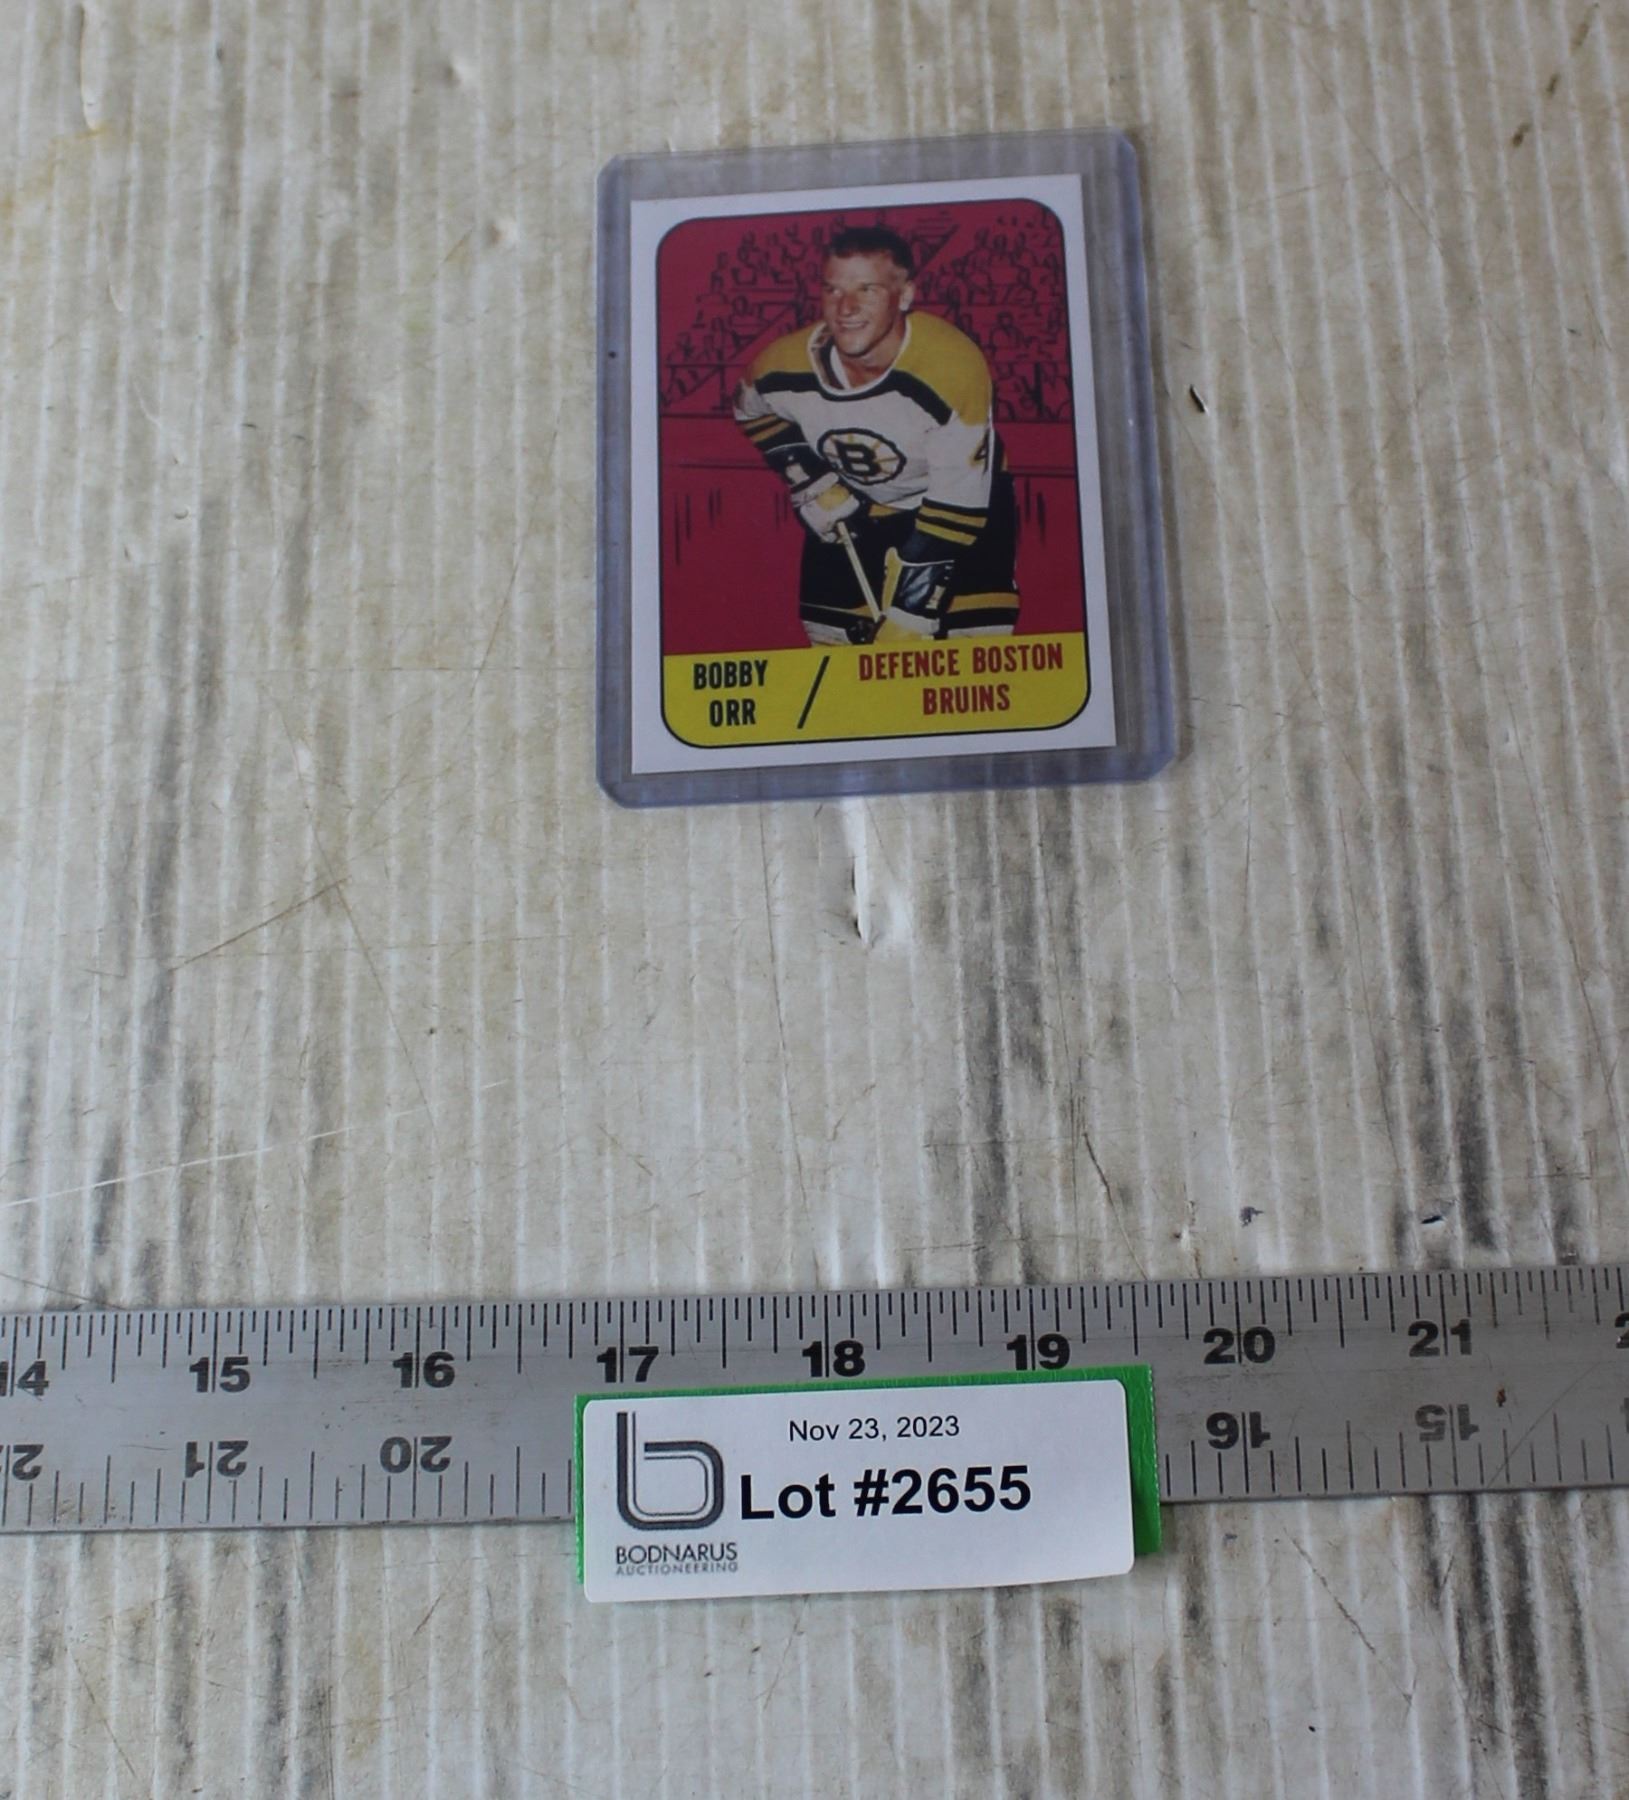 B
4
BOBBY ORR / DEFENCE BOSTON BRUINS
14 15 16 17 18 19 20 21
21 20 16 15
Nov 23, 2023
Lot #2655
b
BODNARUS
AUCTIONEERING